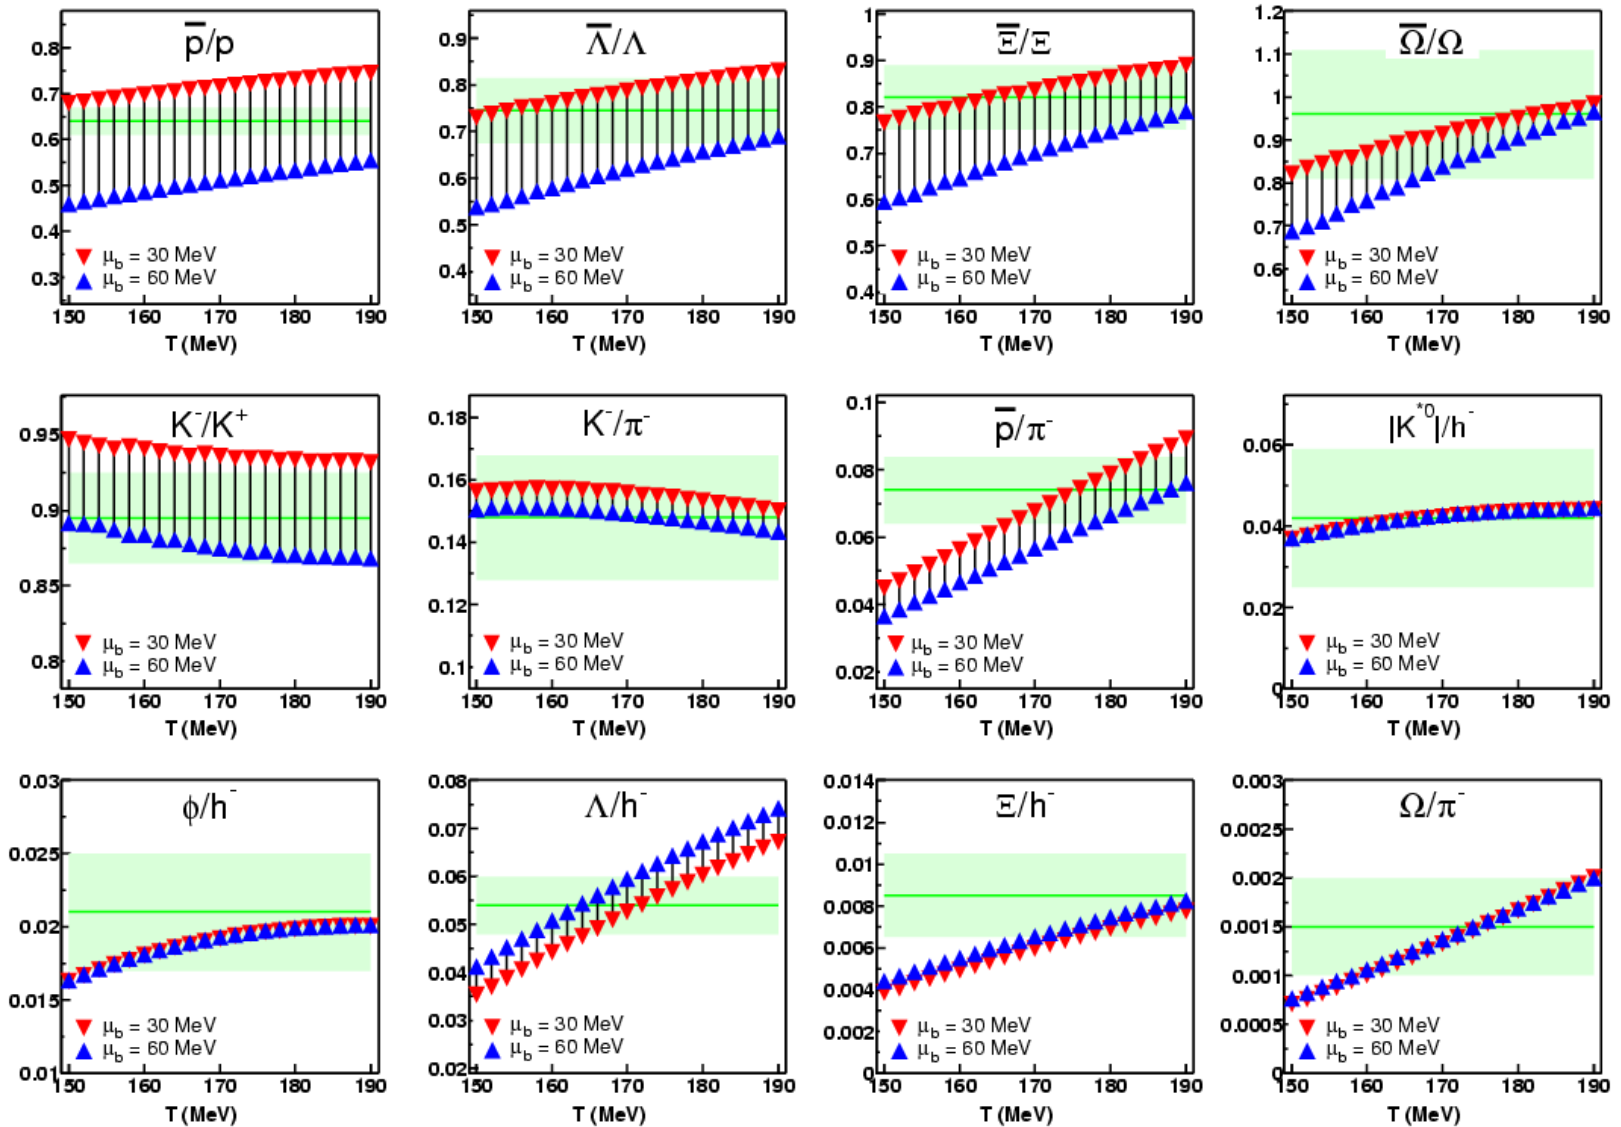 p̅/p
0.8
0.7
0.6
0.5
0.4
0.3
μb = 30 MeV
μb = 60 MeV
150 160 170 180 190
T (MeV)
Λ̅/Λ
0.9
0.8
0.7
0.6
0.5
0.4
μb = 30 MeV
μb = 60 MeV
150 160 170 180 190
T (MeV)
Ξ̅/Ξ
1
0.9
0.8
0.7
0.6
0.5
0.4
μb = 30 MeV
μb = 60 MeV
150 160 170 180 190
T (MeV)
Ω̅/Ω
1.2
1.1
1
0.9
0.8
0.7
0.6
μb = 30 MeV
μb = 60 MeV
150 160 170 180 190
T (MeV)
K⁻/K⁺
0.95
0.9
0.85
0.8
μb = 30 MeV
μb = 60 MeV
150 160 170 180 190
T (MeV)
K⁻/π⁻
0.18
0.16
0.14
0.12
0.1
μb = 30 MeV
μb = 60 MeV
150 160 170 180 190
T (MeV)
p̅/π⁻
0.1
0.08
0.06
0.04
0.02
μb = 30 MeV
μb = 60 MeV
150 160 170 180 190
T (MeV)
|K*⁰|/h⁻
0.06
0.04
0.02
0
μb = 30 MeV
μb = 60 MeV
150 160 170 180 190
T (MeV)
ϕ/h⁻
0.03
0.025
0.02
0.015
0.01
μb = 30 MeV
μb = 60 MeV
150 160 170 180 190
T (MeV)
Λ/h⁻
0.08
0.07
0.06
0.05
0.04
0.03
0.02
μb = 30 MeV
μb = 60 MeV
150 160 170 180 190
T (MeV)
Ξ/h⁻
0.014
0.012
0.01
0.008
0.006
0.004
0.002
0
μb = 30 MeV
μb = 60 MeV
150 160 170 180 190
T (MeV)
Ω/π⁻
0.003
0.0025
0.002
0.0015
0.001
0.0005
0
μb = 30 MeV
μb = 60 MeV
150 160 170 180 190
T (MeV)